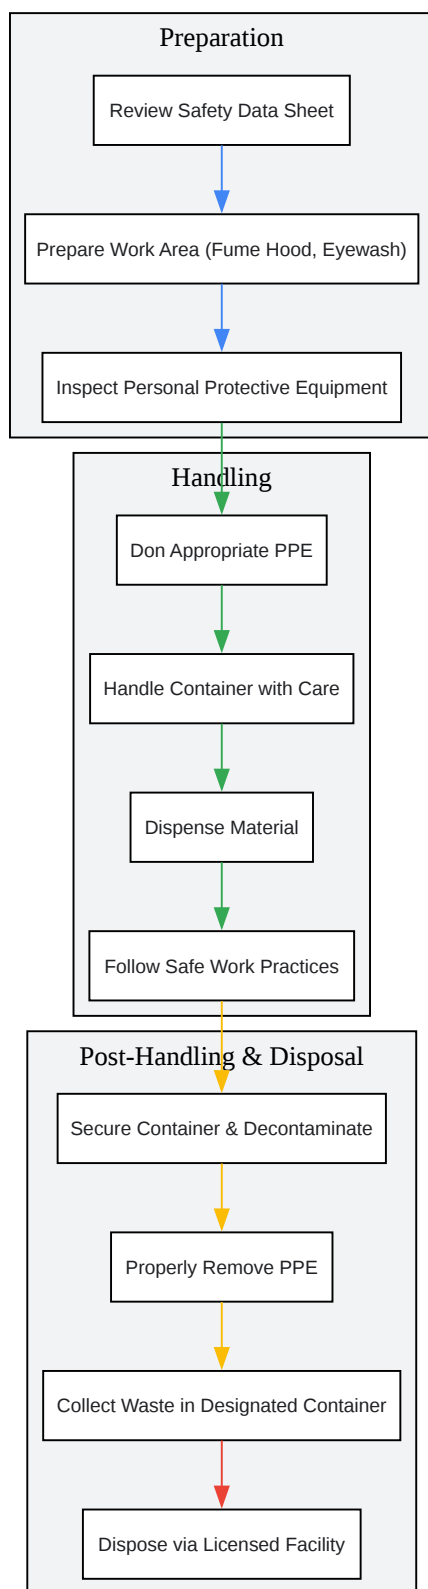 Preparation
Review Safety Data Sheet
Prepare Work Area (Fume Hood, Eyewash)
Inspect Personal Protective Equipment
Handling
Don Appropriate PPE
Handle Container with Care
Dispense Material
Follow Safe Work Practices
Post-Handling & Disposal
Secure Container & Decontaminate
Properly Remove PPE
Collect Waste in Designated Container
Dispose via Licensed Facility